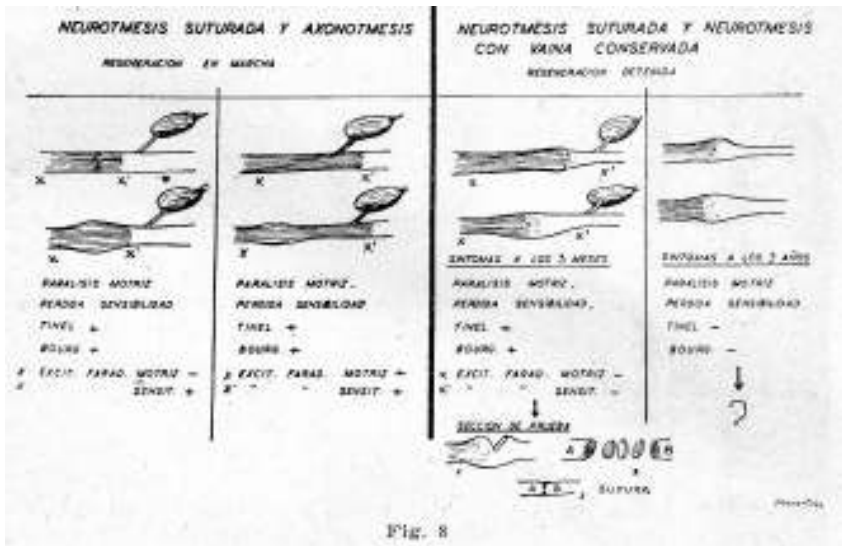 NEUROTMESIS SUTURADA Y AXONOTMESIS
REGENERACION EN MARCHA
X X' X
X X'
PARALISIS MOTRIZ
PERDIDA SENSIBILIDAD
TINEL +
BOURG +
X EXCIT. FARAD. MOTRIZ -
SENSIT. +
X X'
X X'
PARALISIS MOTRIZ.
PERDIDA SENSIBILIDAD
TINEL +
BOURG +
X EXCIT. FARAD. MOTRIZ +
X' " " SENSIT. +
NEUROTMESIS SUTURADA Y NEUROTMESIS
CON VAINA CONSERVADA
REGENERACION DETENIDA
X X'
X X'
SINTOMAS A LOS 3 MESES
PARALISIS MOTRIZ.
PERDIDA SENSIBILIDAD.
TINEL +
BOURG +
X EXCIT. FARAD. MOTRIZ -
X' " " SENSIT. -
SECCION DE PRUEBA
A B
A B SUTURA
SINTOMAS A LOS 3 AÑOS
PARALISIS MOTRIZ
PERDIDA SENSIBILIDAD
TINEL -
BOURG -
?
Fig. 8